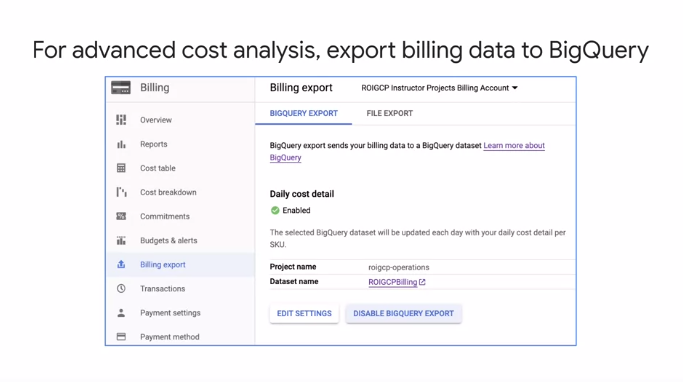 For advanced cost analysis, export billing data to BigQuery
Billing
Overview
Reports
Cost table
Cost breakdown
Commitments
Budgets & alerts
Billing export
Transactions
Payment settings
Payment method
Billing export
ROIGCP Instructor Projects Billing Account
BIGQUERY EXPORT
FILE EXPORT
BigQuery export sends your billing data to a BigQuery dataset Learn more about
BigQuery
Daily cost detail
Enabled
The selected BigQuery dataset will be updated each day with your daily cost detail per
SKU.
Project name roigcp-operations
Dataset name ROIGCPBilling
EDIT SETTINGS
DISABLE BIGQUERY EXPORT